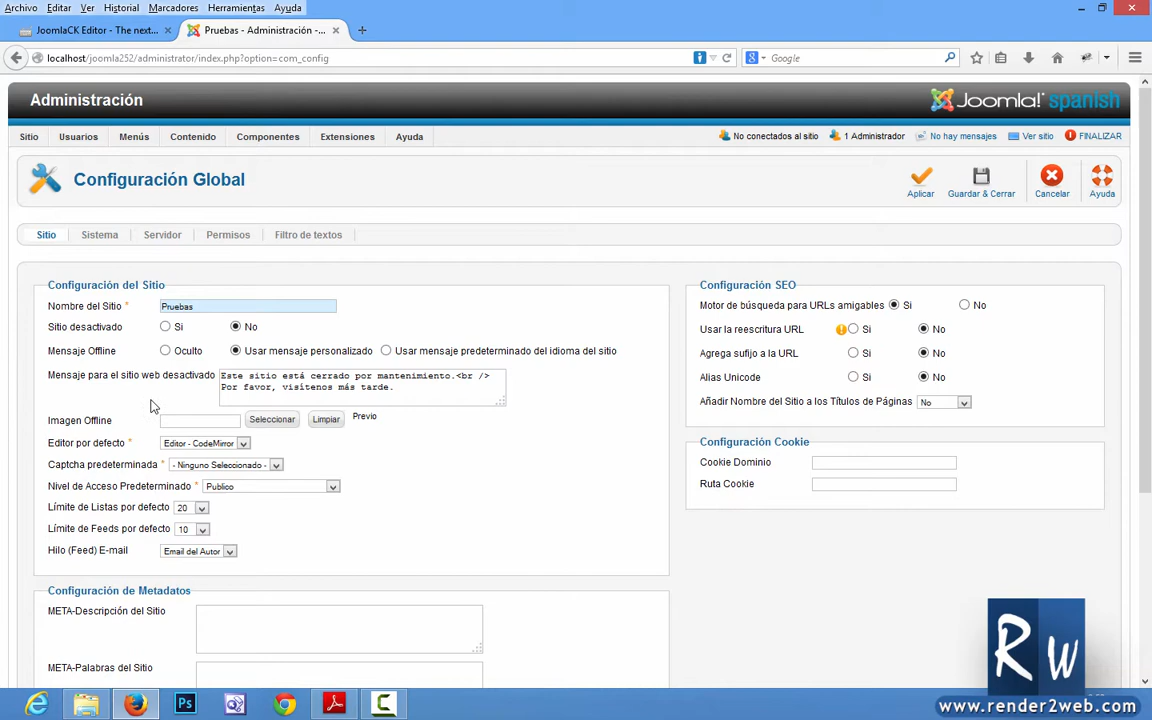 Archivo Editar Ver Historial Marcadores Herramientas Ayuda
JoomlaCK Editor - The next... Pruebas - Administración -...
localhost/joomla252/administrator/index.php?option=com_config
Google
Administración
Joomla! spanish
Sitio Usuarios Menús Contenido Componentes Extensiones Ayuda
No conectados al sitio 1 Administrador No hay mensajes Ver sitio FINALIZAR
Configuración Global
Aplicar Guardar & Cerrar Cancelar Ayuda
Sitio Sistema Servidor Permisos Filtro de textos
Configuración del Sitio
Nombre del Sitio * Pruebas
Sitio desactivado Si No
Mensaje Offline Oculto Usar mensaje personalizado Usar mensaje predeterminado del idioma del sitio
Mensaje para el sitio web desactivado Este sitio está cerrado por mantenimiento.<br />
Por favor, visítenos más tarde.
Imagen Offline Seleccionar Limpiar Previo
Editor por defecto * Editor - CodeMirror
Captcha predeterminada * - Ninguno Seleccionado -
Nivel de Acceso Predeterminado * Publico
Límite de Listas por defecto 20
Límite de Feeds por defecto 10
Hilo (Feed) E-mail Email del Autor
Configuración de Metadatos
META-Descripción del Sitio
META-Palabras del Sitio
Configuración SEO
Motor de búsqueda para URLs amigables Si No
Usar la reescritura URL Si No
Agrega sufijo a la URL Si No
Alias Unicode Si No
Añadir Nombre del Sitio a los Títulos de Páginas No
Configuración Cookie
Cookie Dominio
Ruta Cookie
RW
www.render2web.com